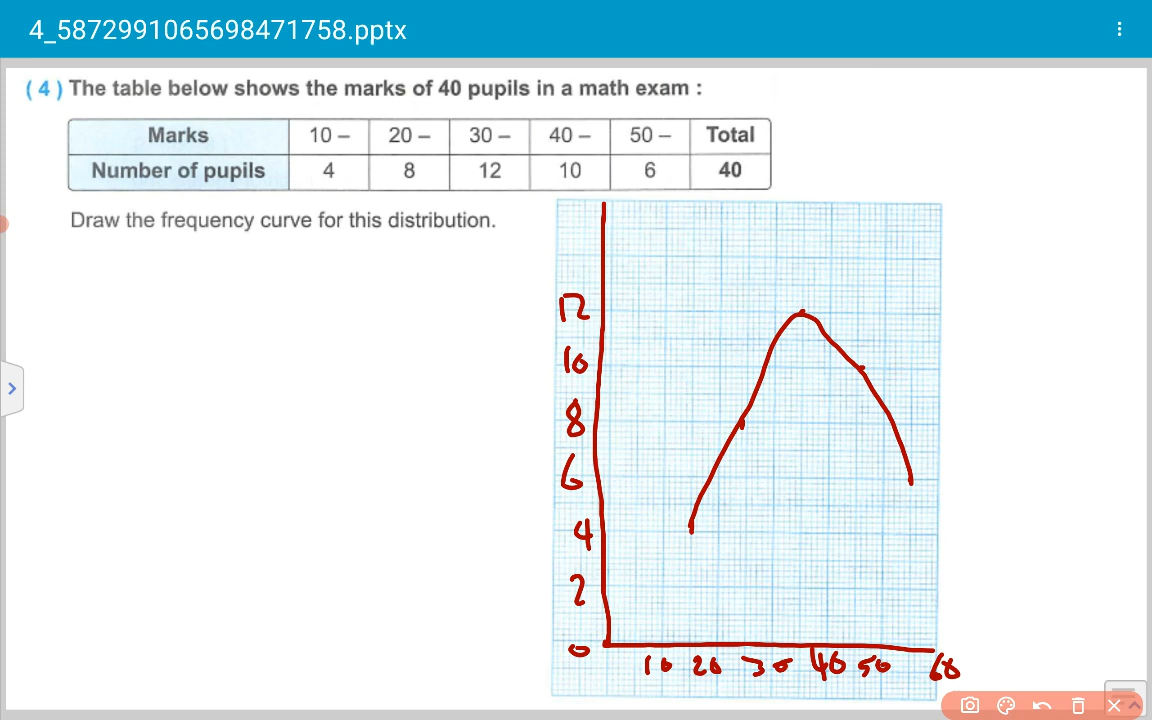 4_5872991065698471758.pptx
( 4 ) The table below shows the marks of 40 pupils in a math exam :
Marks 10 – 20 – 30 – 40 – 50 – Total
Number of pupils 4 8 12 10 6 40
Draw the frequency curve for this distribution.
12
10
8
6
4
2
0
10 20 30 40 50 60